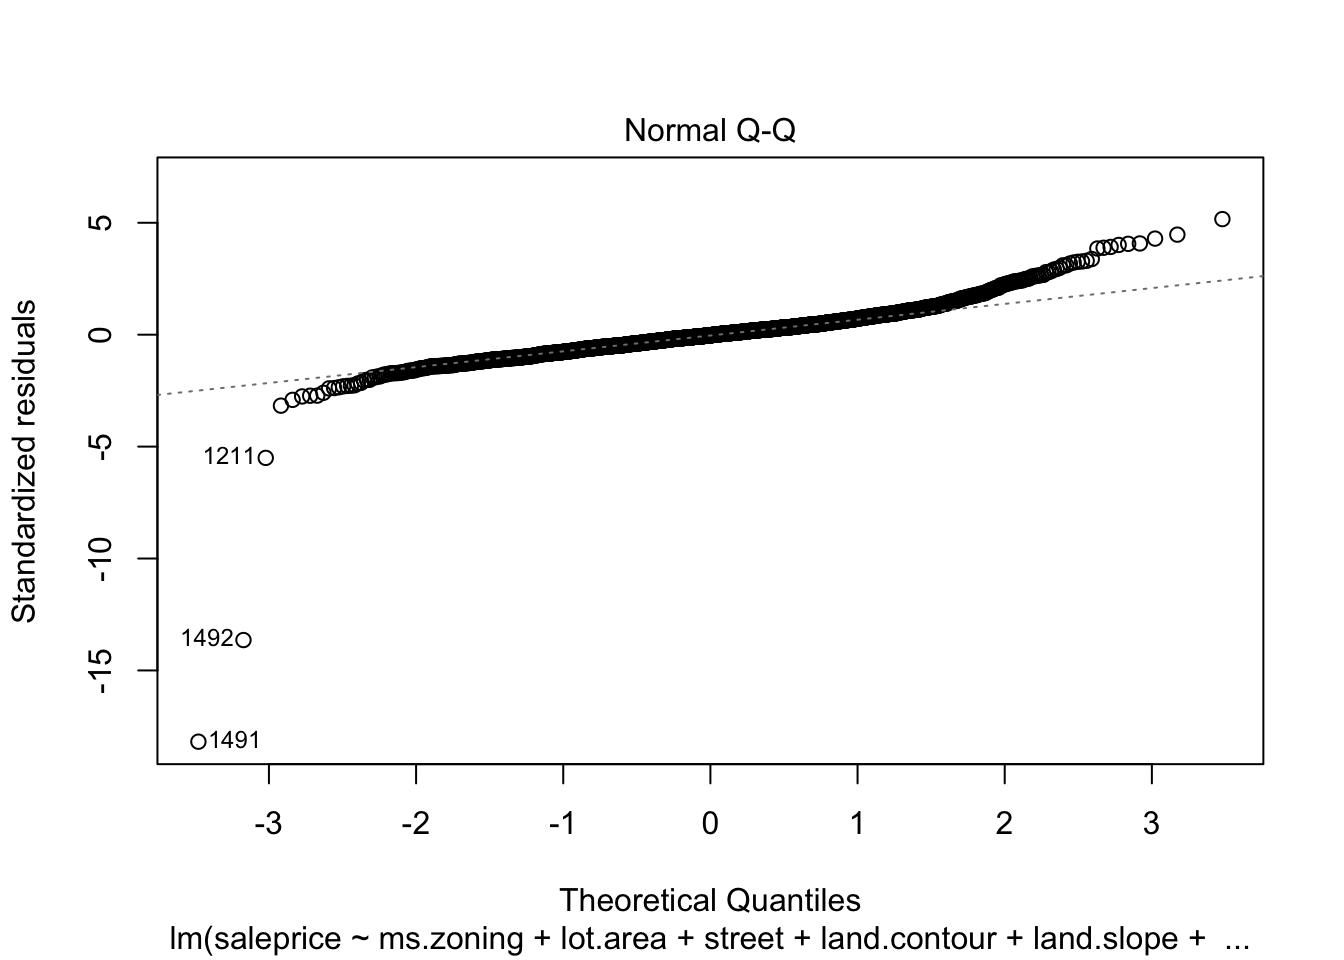 Normal Q-Q
Standardized residuals
5
0
-5
-10
-15
1211
1492
1491
-3 -2 -1 0 1 2 3
Theoretical Quantiles
lm(saleprice ~ ms.zoning + lot.area + street + land.contour + land.slope + ...